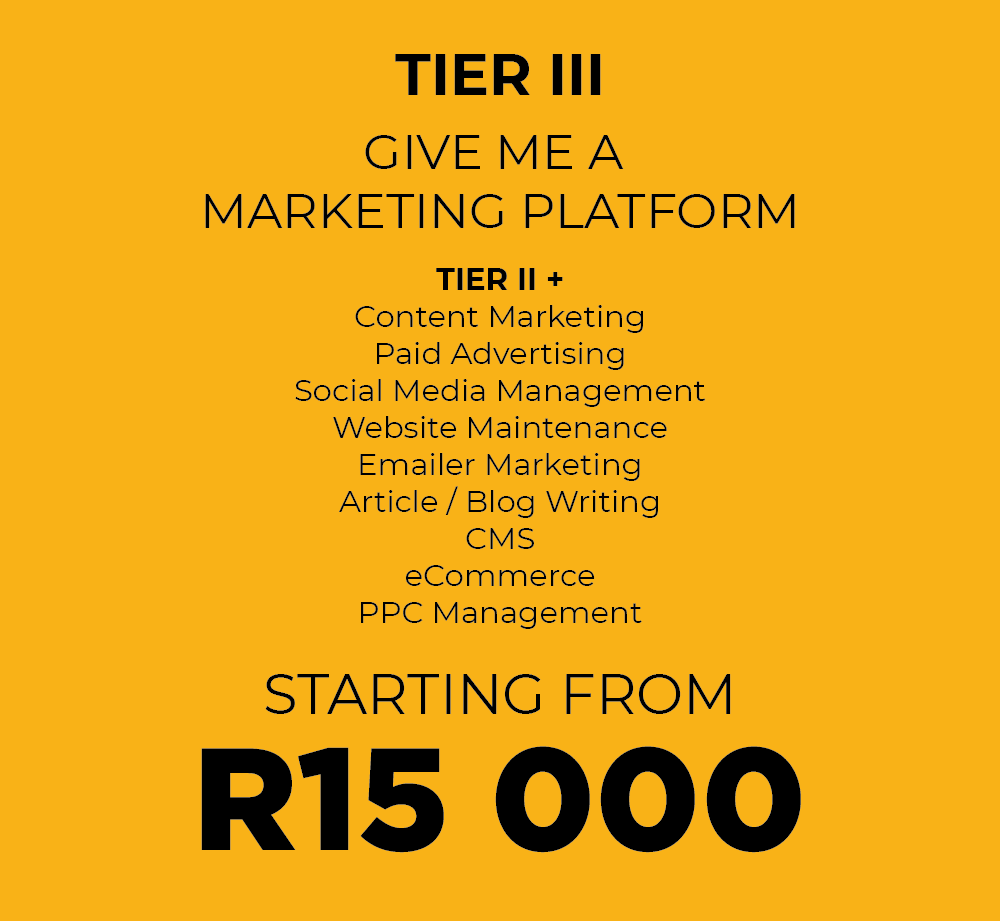 TIER III
GIVE ME A
MARKETING PLATFORM
TIER II +
Content Marketing
Paid Advertising
Social Media Management
Website Maintenance
Emailer Marketing
Article / Blog Writing
CMS
eCommerce
PPC Management
STARTING FROM
R15 000